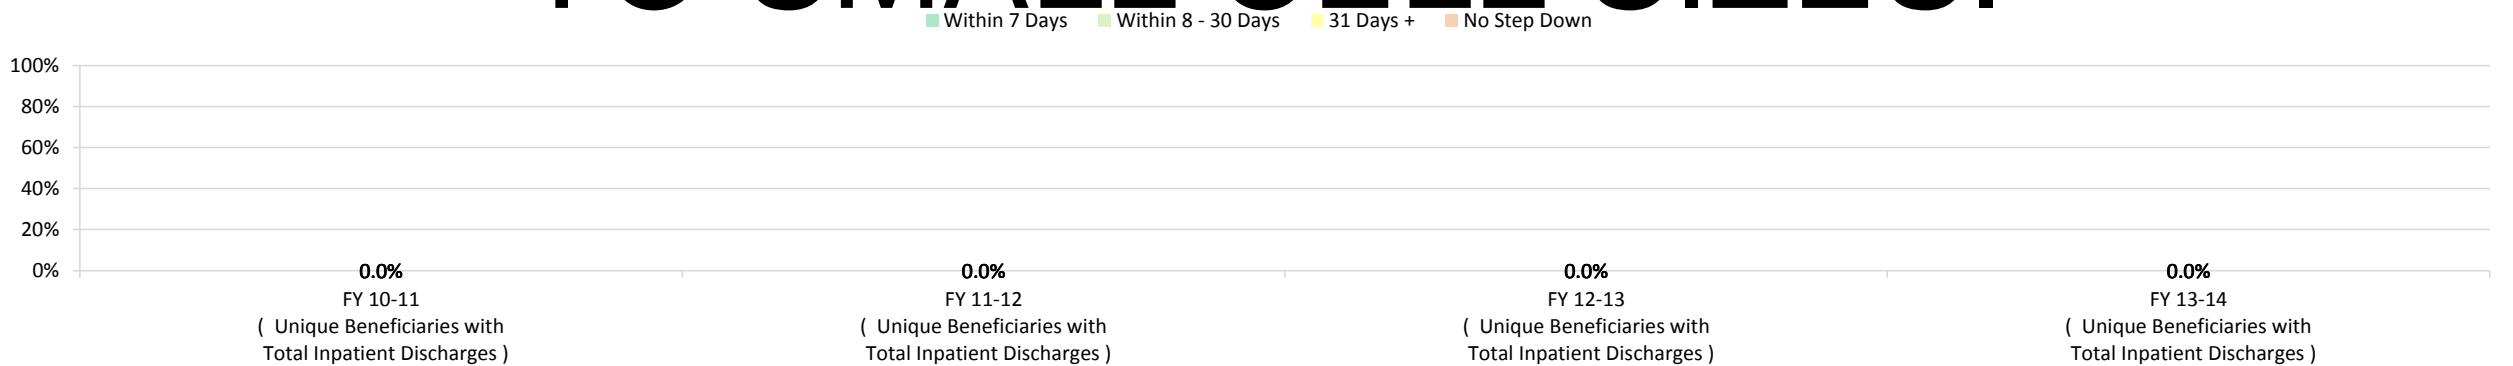 Within 7 Days Within 8 - 30 Days 31 Days + No Step Down
100%
80%
60%
40%
20%
0%
0.0% 0.0% 0.0% 0.0%
FY 10-11 FY 11-12 FY 12-13 FY 13-14
( Unique Beneficiaries with ( Unique Beneficiaries with ( Unique Beneficiaries with ( Unique Beneficiaries with
Total Inpatient Discharges ) Total Inpatient Discharges ) Total Inpatient Discharges ) Total Inpatient Discharges )